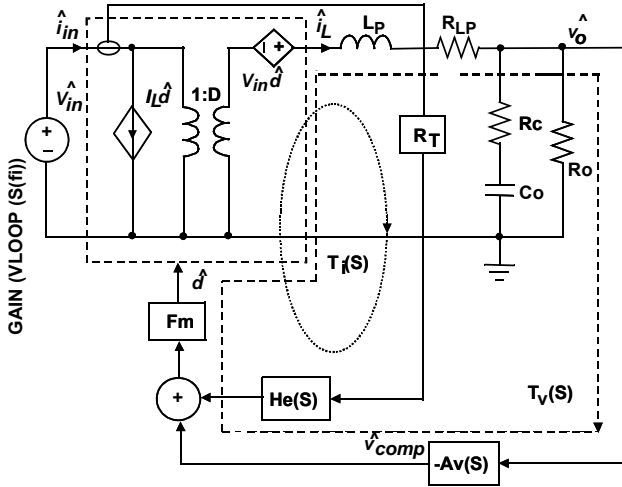 î_in
î_L
L_P
R_LP
v̂_o
V̂_in
I_L d̂
1:D
V_in d̂
+
−
R_T
Rc
Ro
Co
GAIN (VLOOP (S(fi))
T_i(S)
d̂
Fm
+
He(S)
T_v(S)
v̂_comp
-Av(S)